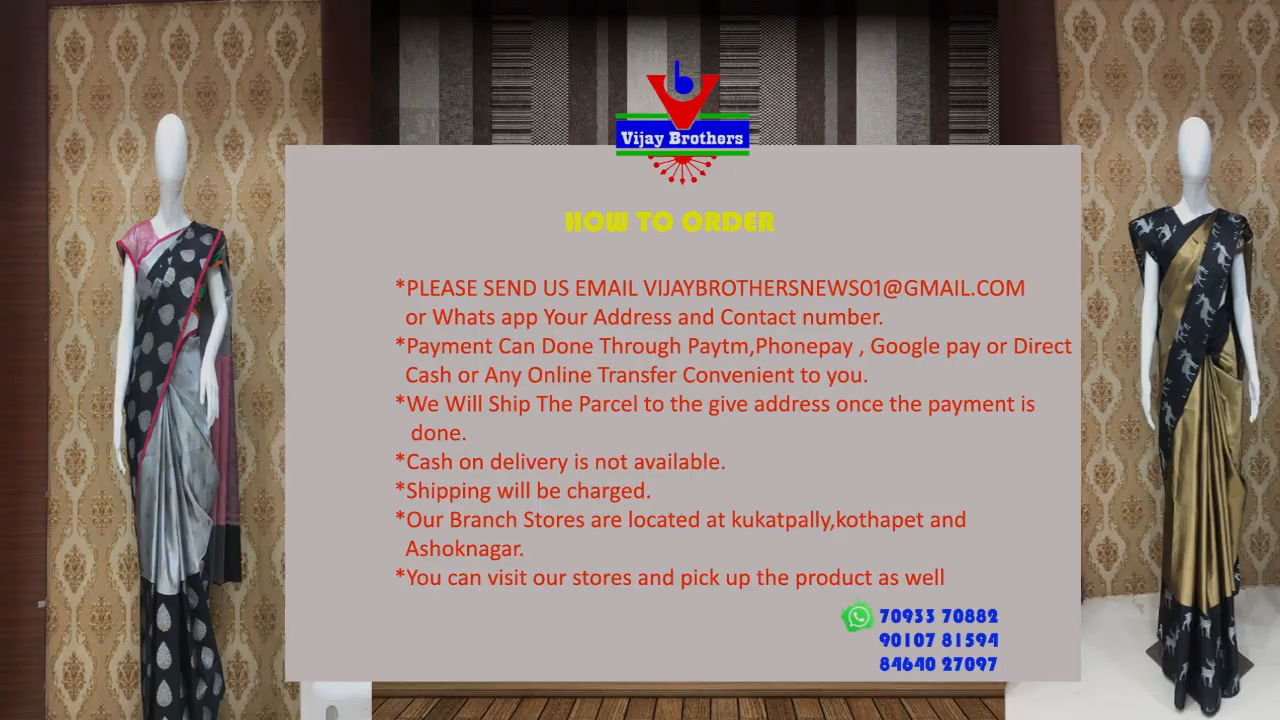 b
Vijay Brothers
HOW TO ORDER
*PLEASE SEND US EMAIL VIJAYBROTHERSNEWS01@GMAIL.COM
or Whats app Your Address and Contact number.
*Payment Can Done Through Paytm,Phonepay , Google pay or Direct
Cash or Any Online Transfer Convenient to you.
*We Will Ship The Parcel to the give address once the payment is
done.
*Cash on delivery is not available.
*Shipping will be charged.
*Our Branch Stores are located at kukatpally,kothapet and
Ashoknagar.
*You can visit our stores and pick up the product as well
70933 70882
90107 81594
84640 27097